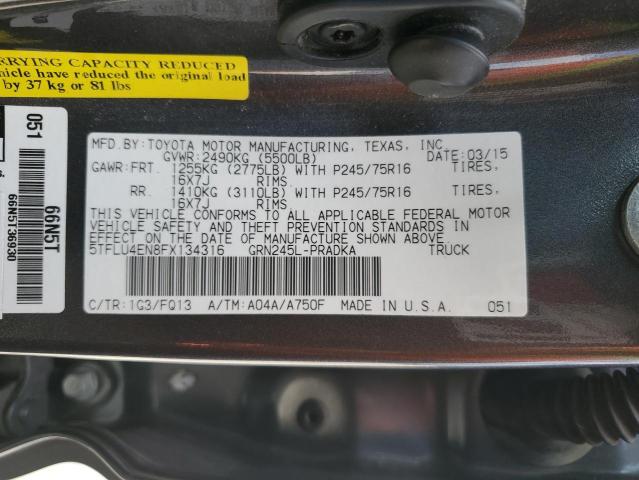 RRYING CAPACITY REDUCED
hicle have reduced the original load
by 37 kg or 81 lbs
MFD.BY:TOYOTA MOTOR MANUFACTURING, TEXAS, INC.
GVWR:2490KG (5500LB) DATE:03/15
GAWR:FRT. 1255KG (2775LB) WITH P245/75R16 TIRES,
16X7J RIMS.
RR. 1410KG (3110LB) WITH P245/75R16 TIRES,
16X7J RIMS.
THIS VEHICLE CONFORMS TO ALL APPLICABLE FEDERAL MOTOR
VEHICLE SAFETY AND THEFT PREVENTION STANDARDS IN
EFFECT ON THE DATE OF MANUFACTURE SHOWN ABOVE.
5TFLU4EN8FX134316 GRN245L-PRADKA TRUCK
C/TR:1G3/FQ13 A/TM:A04A/A750F MADE IN U.S.A. 051
051
66N5T
66N5T36930